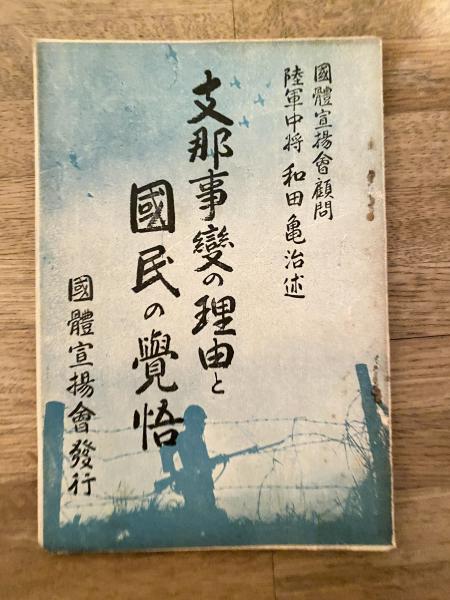 國體宣揚會顧問
陸軍中将 和田亀治述
支那事變の理由と
國民の覺悟
國體宣揚會發行